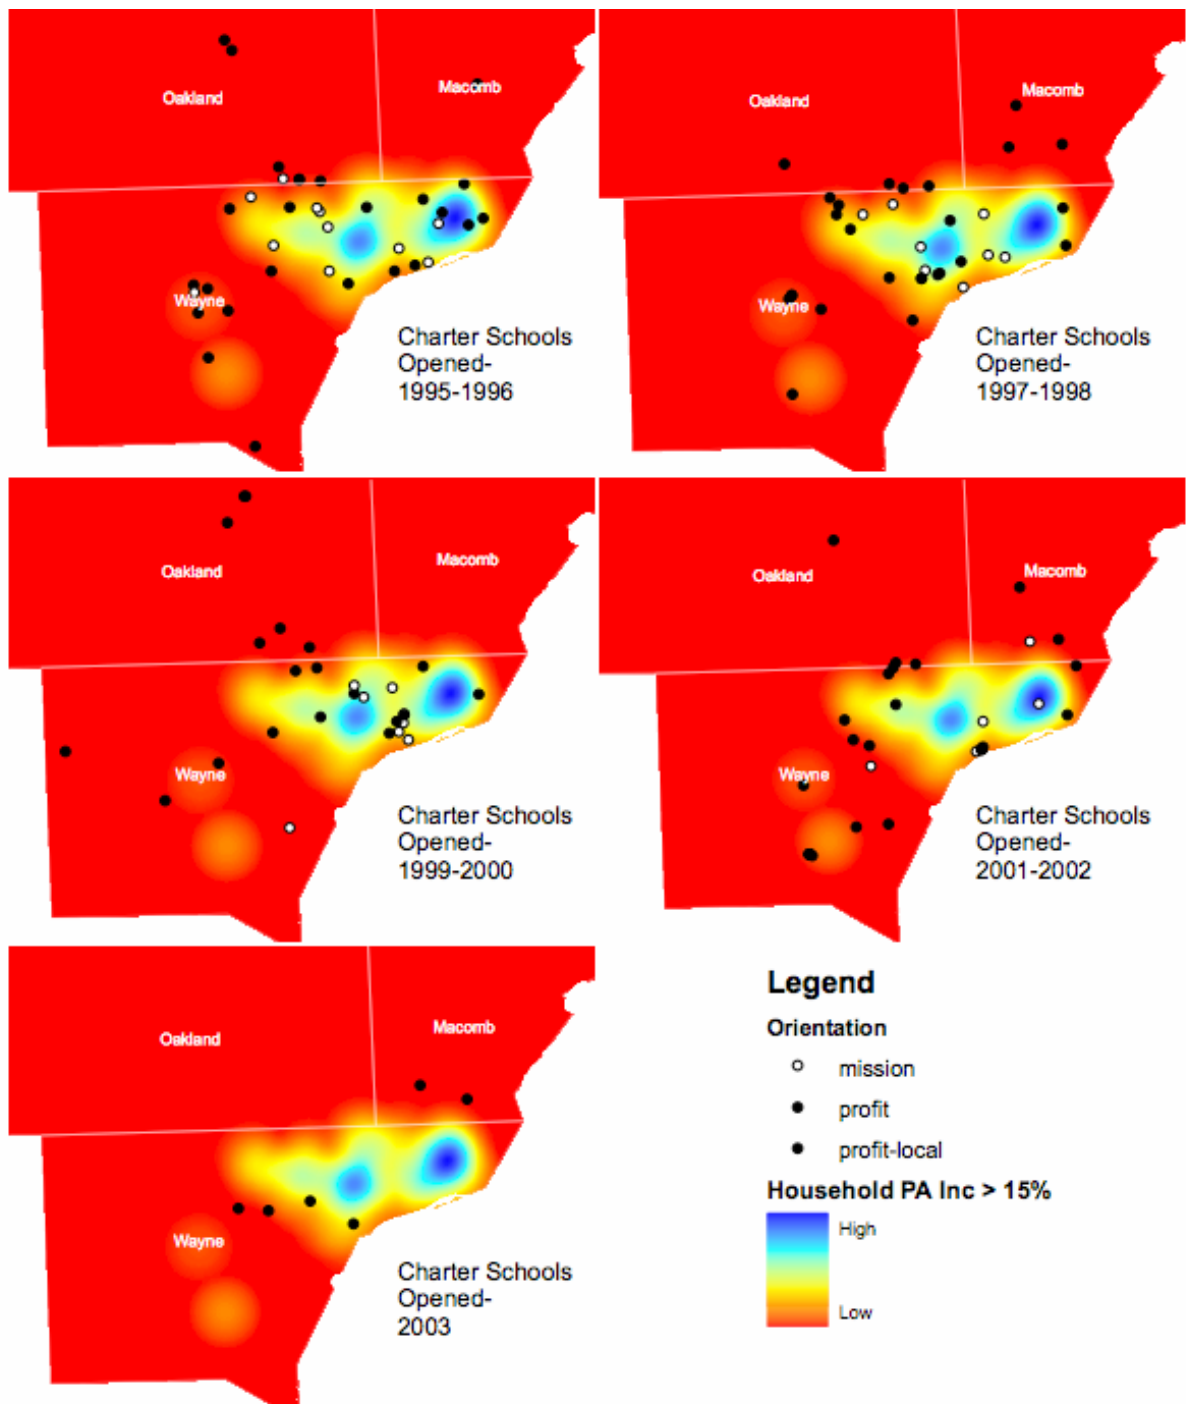 Oakland
Macomb
Wayne
Charter Schools
Opened-
1995-1996
Oakland
Macomb
Wayne
Charter Schools
Opened-
1997-1998
Oakland
Macomb
Wayne
Charter Schools
Opened-
1999-2000
Oakland
Macomb
Wayne
Charter Schools
Opened-
2001-2002
Oakland
Macomb
Wayne
Charter Schools
Opened-
2003
Legend
Orientation
mission
profit
profit-local
Household PA Inc > 15%
High
Low